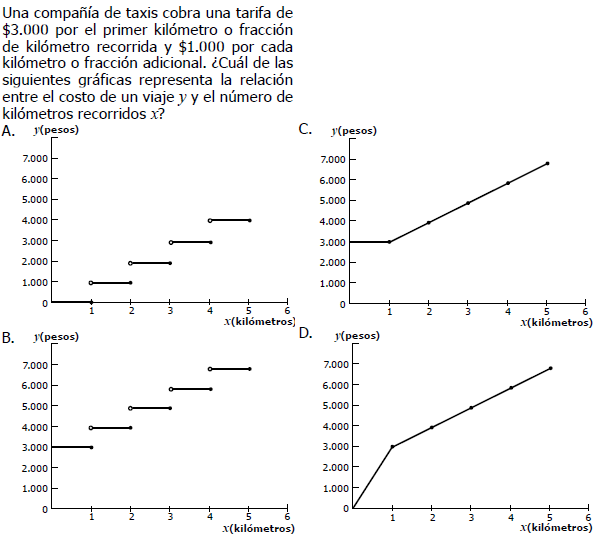 Una compañía de taxis cobra una tarifa de
$3.000 por el primer kilómetro o fracción
de kilómetro recorrida y $1.000 por cada
kilómetro o fracción adicional. ¿Cuál de las
siguientes gráficas representa la relación
entre el costo de un viaje y y el número de
kilómetros recorridos x?
A.
y(pesos)
7.000
6.000
5.000
4.000
3.000
2.000
1.000
0
1 2 3 4 5 6
x(kilómetros)
B.
y(pesos)
7.000
6.000
5.000
4.000
3.000
2.000
1.000
0
1 2 3 4 5 6
x(kilómetros)
C.
y(pesos)
7.000
6.000
5.000
4.000
3.000
2.000
1.000
0
1 2 3 4 5 6
x(kilómetros)
D.
y(pesos)
7.000
6.000
5.000
4.000
3.000
2.000
1.000
0
1 2 3 4 5 6
x(kilómetros)